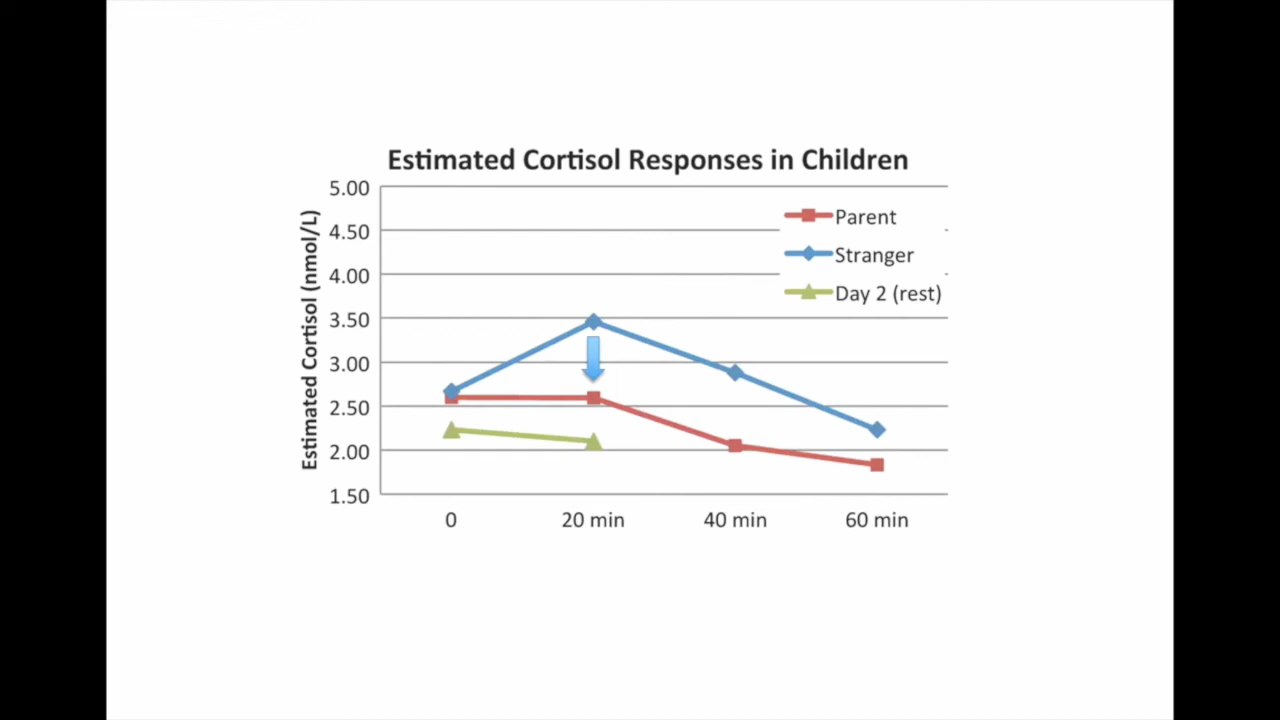 Estimated Cortisol Responses in Children
Estimated Cortisol (nmol/L)
5.00
4.50
4.00
3.50
3.00
2.50
2.00
1.50
0
20 min
40 min
60 min
Parent
Stranger
Day 2 (rest)